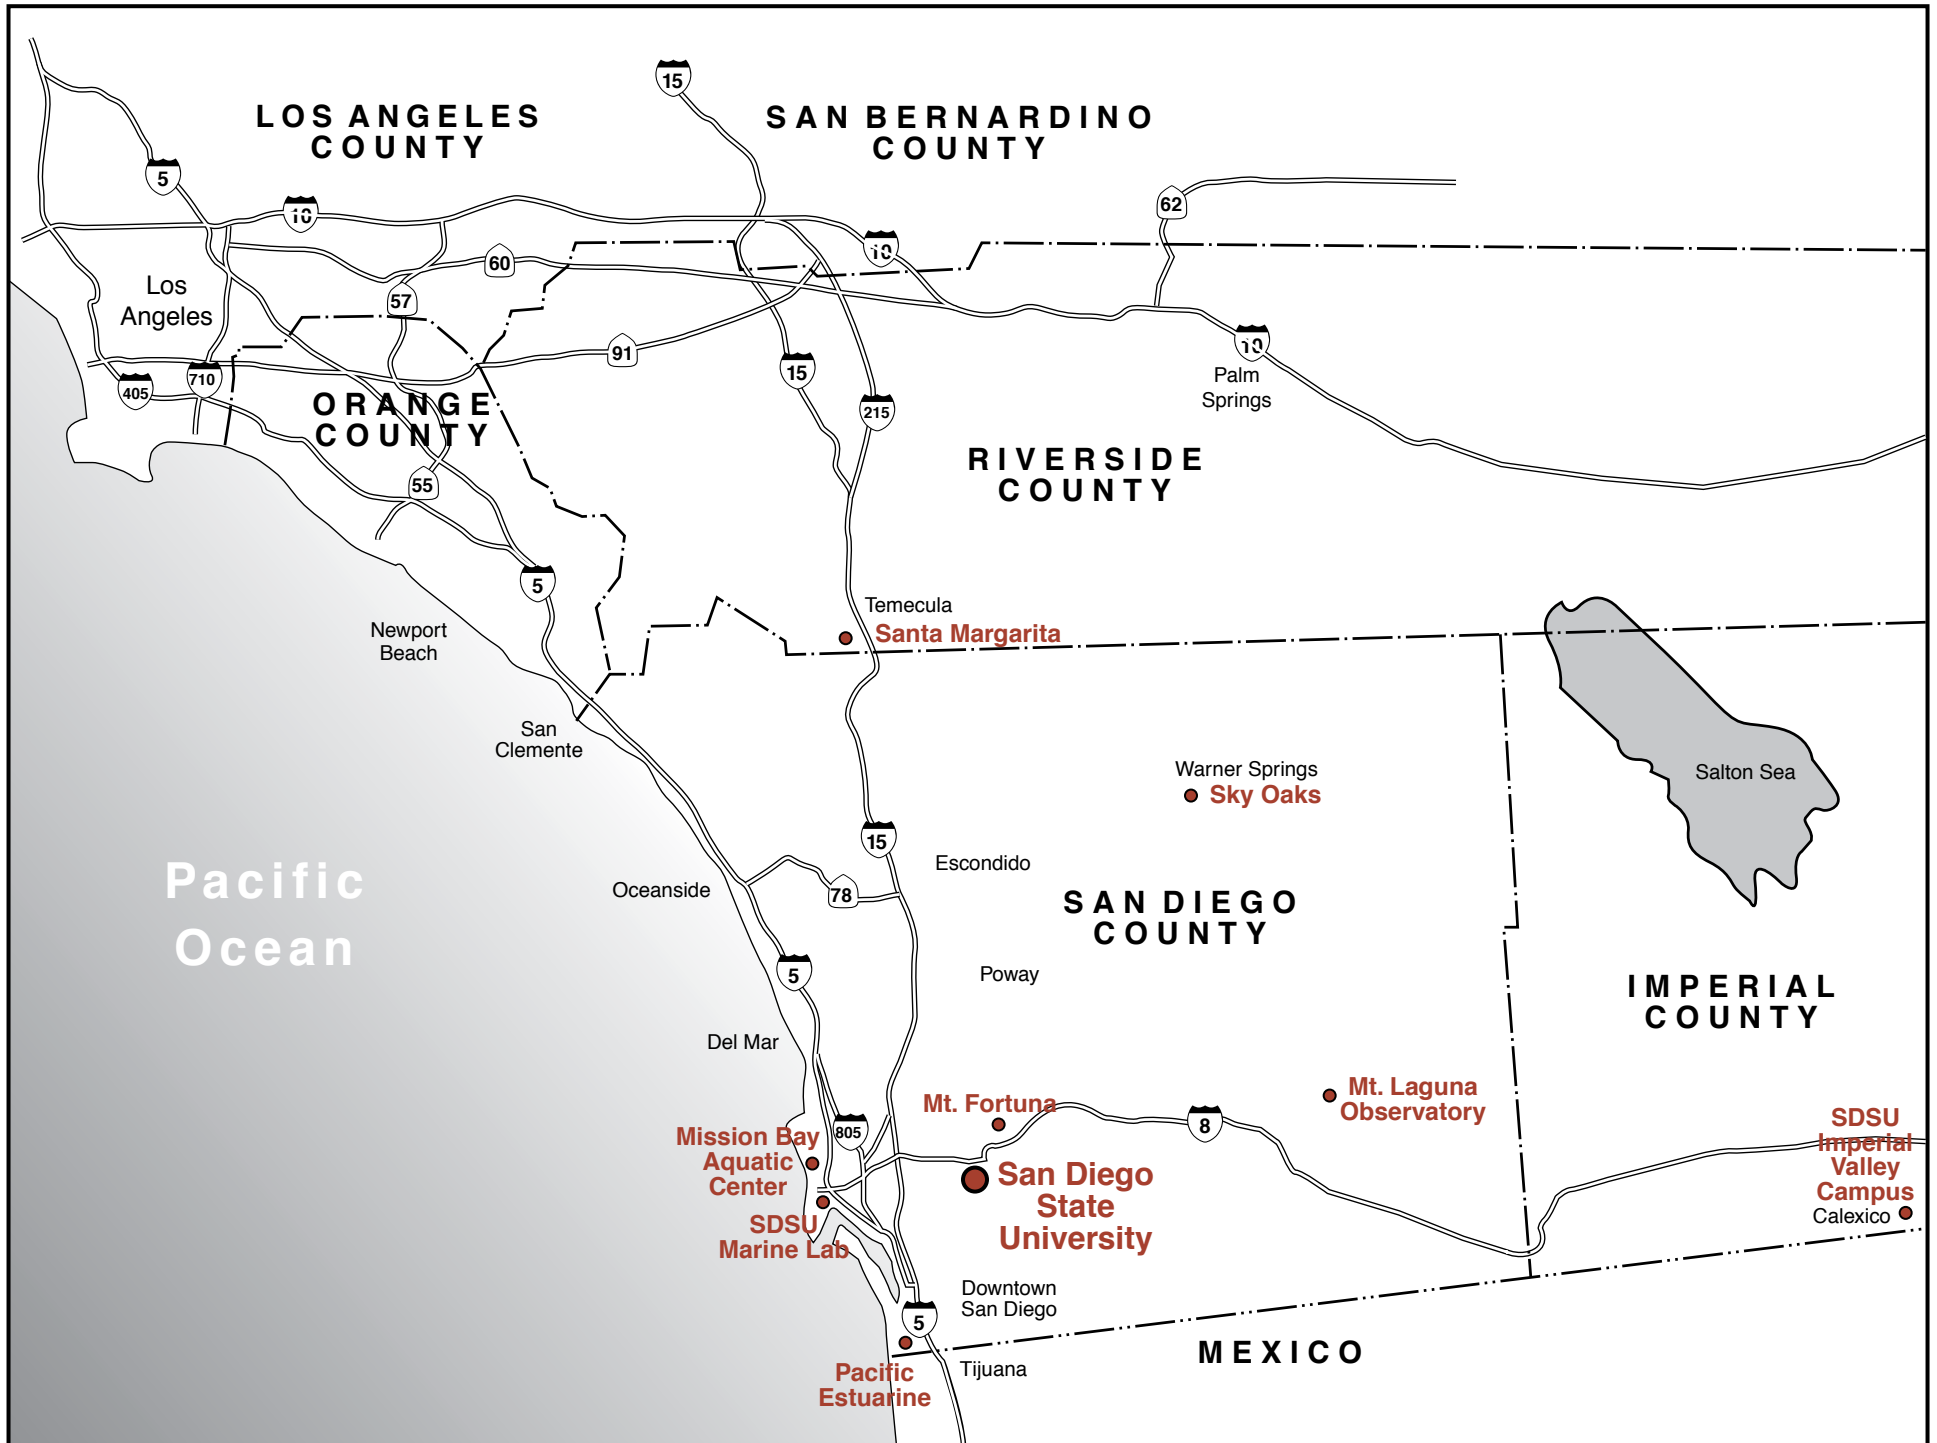 15
LOS ANGELES
COUNTY
SAN BERNARDINO
COUNTY
5
10
62
10
60
57
Los
Angeles
91
10
15
710
405
Palm
Springs
215
ORANGE
COUNTY
RIVERSIDE
COUNTY
55
5
Temecula
Santa Margarita
Newport
Beach
San
Clemente
Warner Springs
Sky Oaks
Salton Sea
15
Escondido
Oceanside
78
SAN DIEGO
COUNTY
Pacific
Ocean
5
Poway
IMPERIAL
COUNTY
Del Mar
Mt. Laguna
Observatory
Mt. Fortuna
8
805
Mission Bay
Aquatic
Center
SDSU
Imperial
Valley
Campus
Calexico
San Diego
State
University
SDSU
Marine Lab
Downtown
San Diego
5
MEXICO
Tijuana
Pacific
Estuarine